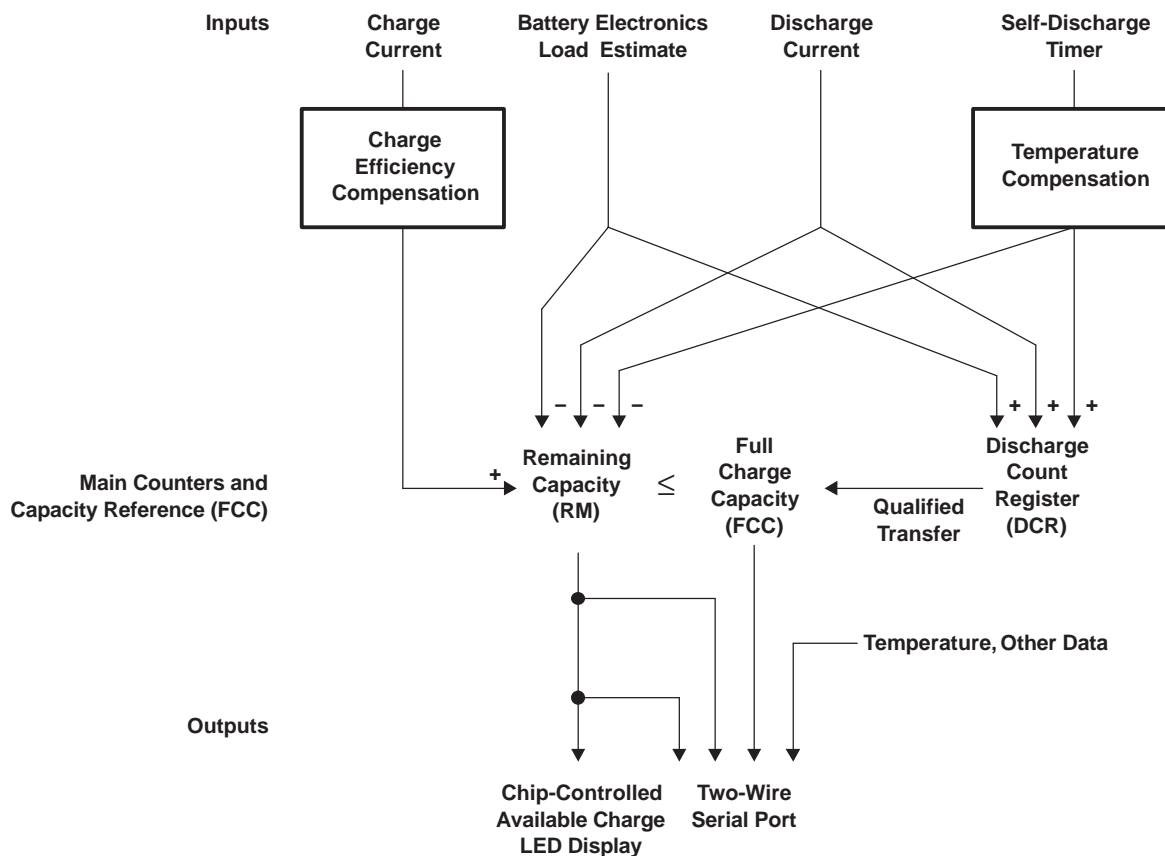 Inputs
Charge
Current
Battery Electronics
Load Estimate
Discharge
Current
Self-Discharge
Timer
Charge
Efficiency
Compensation
Temperature
Compensation
– – –
+ + +
Main Counters and
Capacity Reference (FCC)
+
Remaining
Capacity
(RM)
≤
Full
Charge
Capacity
(FCC)
Qualified
Transfer
Discharge
Count
Register
(DCR)
Temperature, Other Data
Outputs
Chip-Controlled
Available Charge
LED Display
Two-Wire
Serial Port